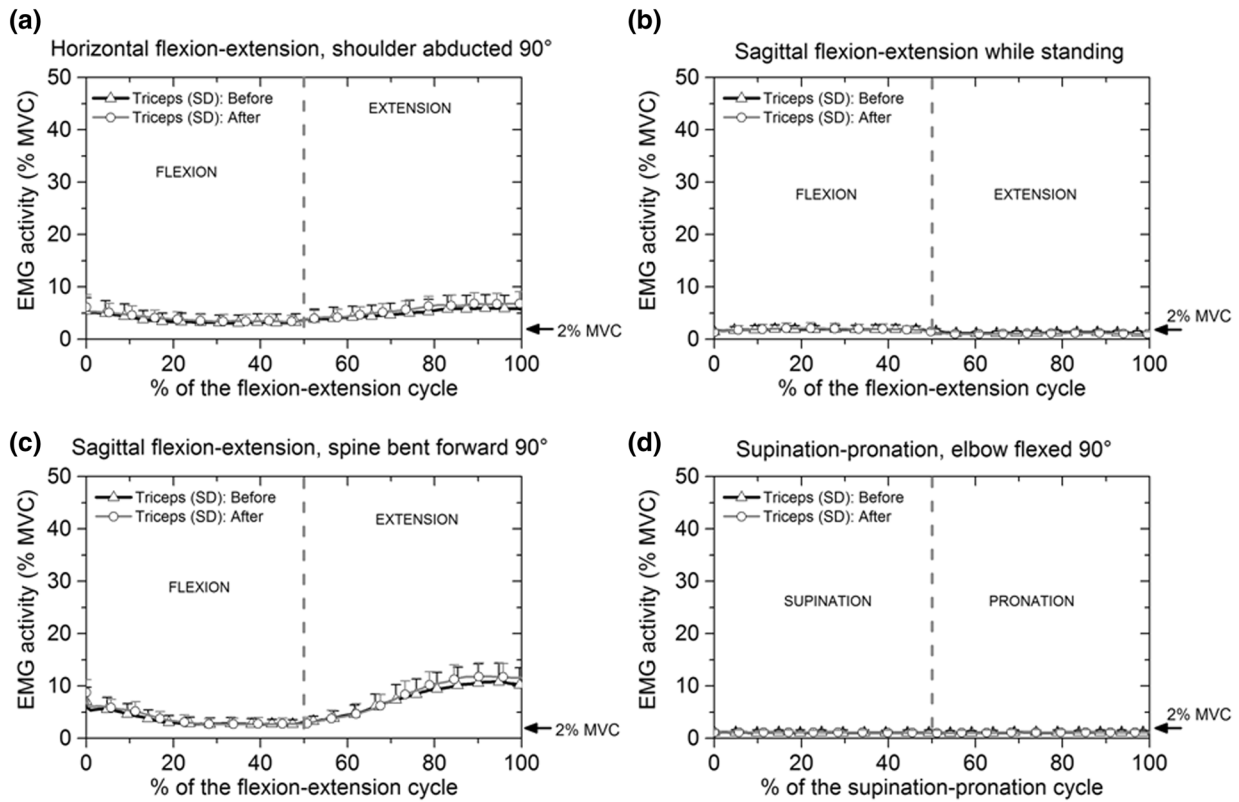 (a)
Horizontal flexion-extension, shoulder abducted 90°
EMG activity (% MVC)
50
40
30
20
10
0
Triceps (SD): Before
Triceps (SD): After
FLEXION
EXTENSION
2% MVC
0 20 40 60 80 100
% of the flexion-extension cycle
(b)
Sagittal flexion-extension while standing
EMG activity (% MVC)
50
40
30
20
10
0
Triceps (SD): Before
Triceps (SD): After
FLEXION
EXTENSION
2% MVC
0 20 40 60 80 100
% of the flexion-extension cycle
(c)
Sagittal flexion-extension, spine bent forward 90°
EMG activity (% MVC)
50
40
30
20
10
0
Triceps (SD): Before
Triceps (SD): After
FLEXION
EXTENSION
2% MVC
0 20 40 60 80 100
% of the flexion-extension cycle
(d)
Supination-pronation, elbow flexed 90°
EMG activity (% MVC)
50
40
30
20
10
0
Triceps (SD): Before
Triceps (SD): After
SUPINATION
PRONATION
2% MVC
0 20 40 60 80 100
% of the supination-pronation cycle